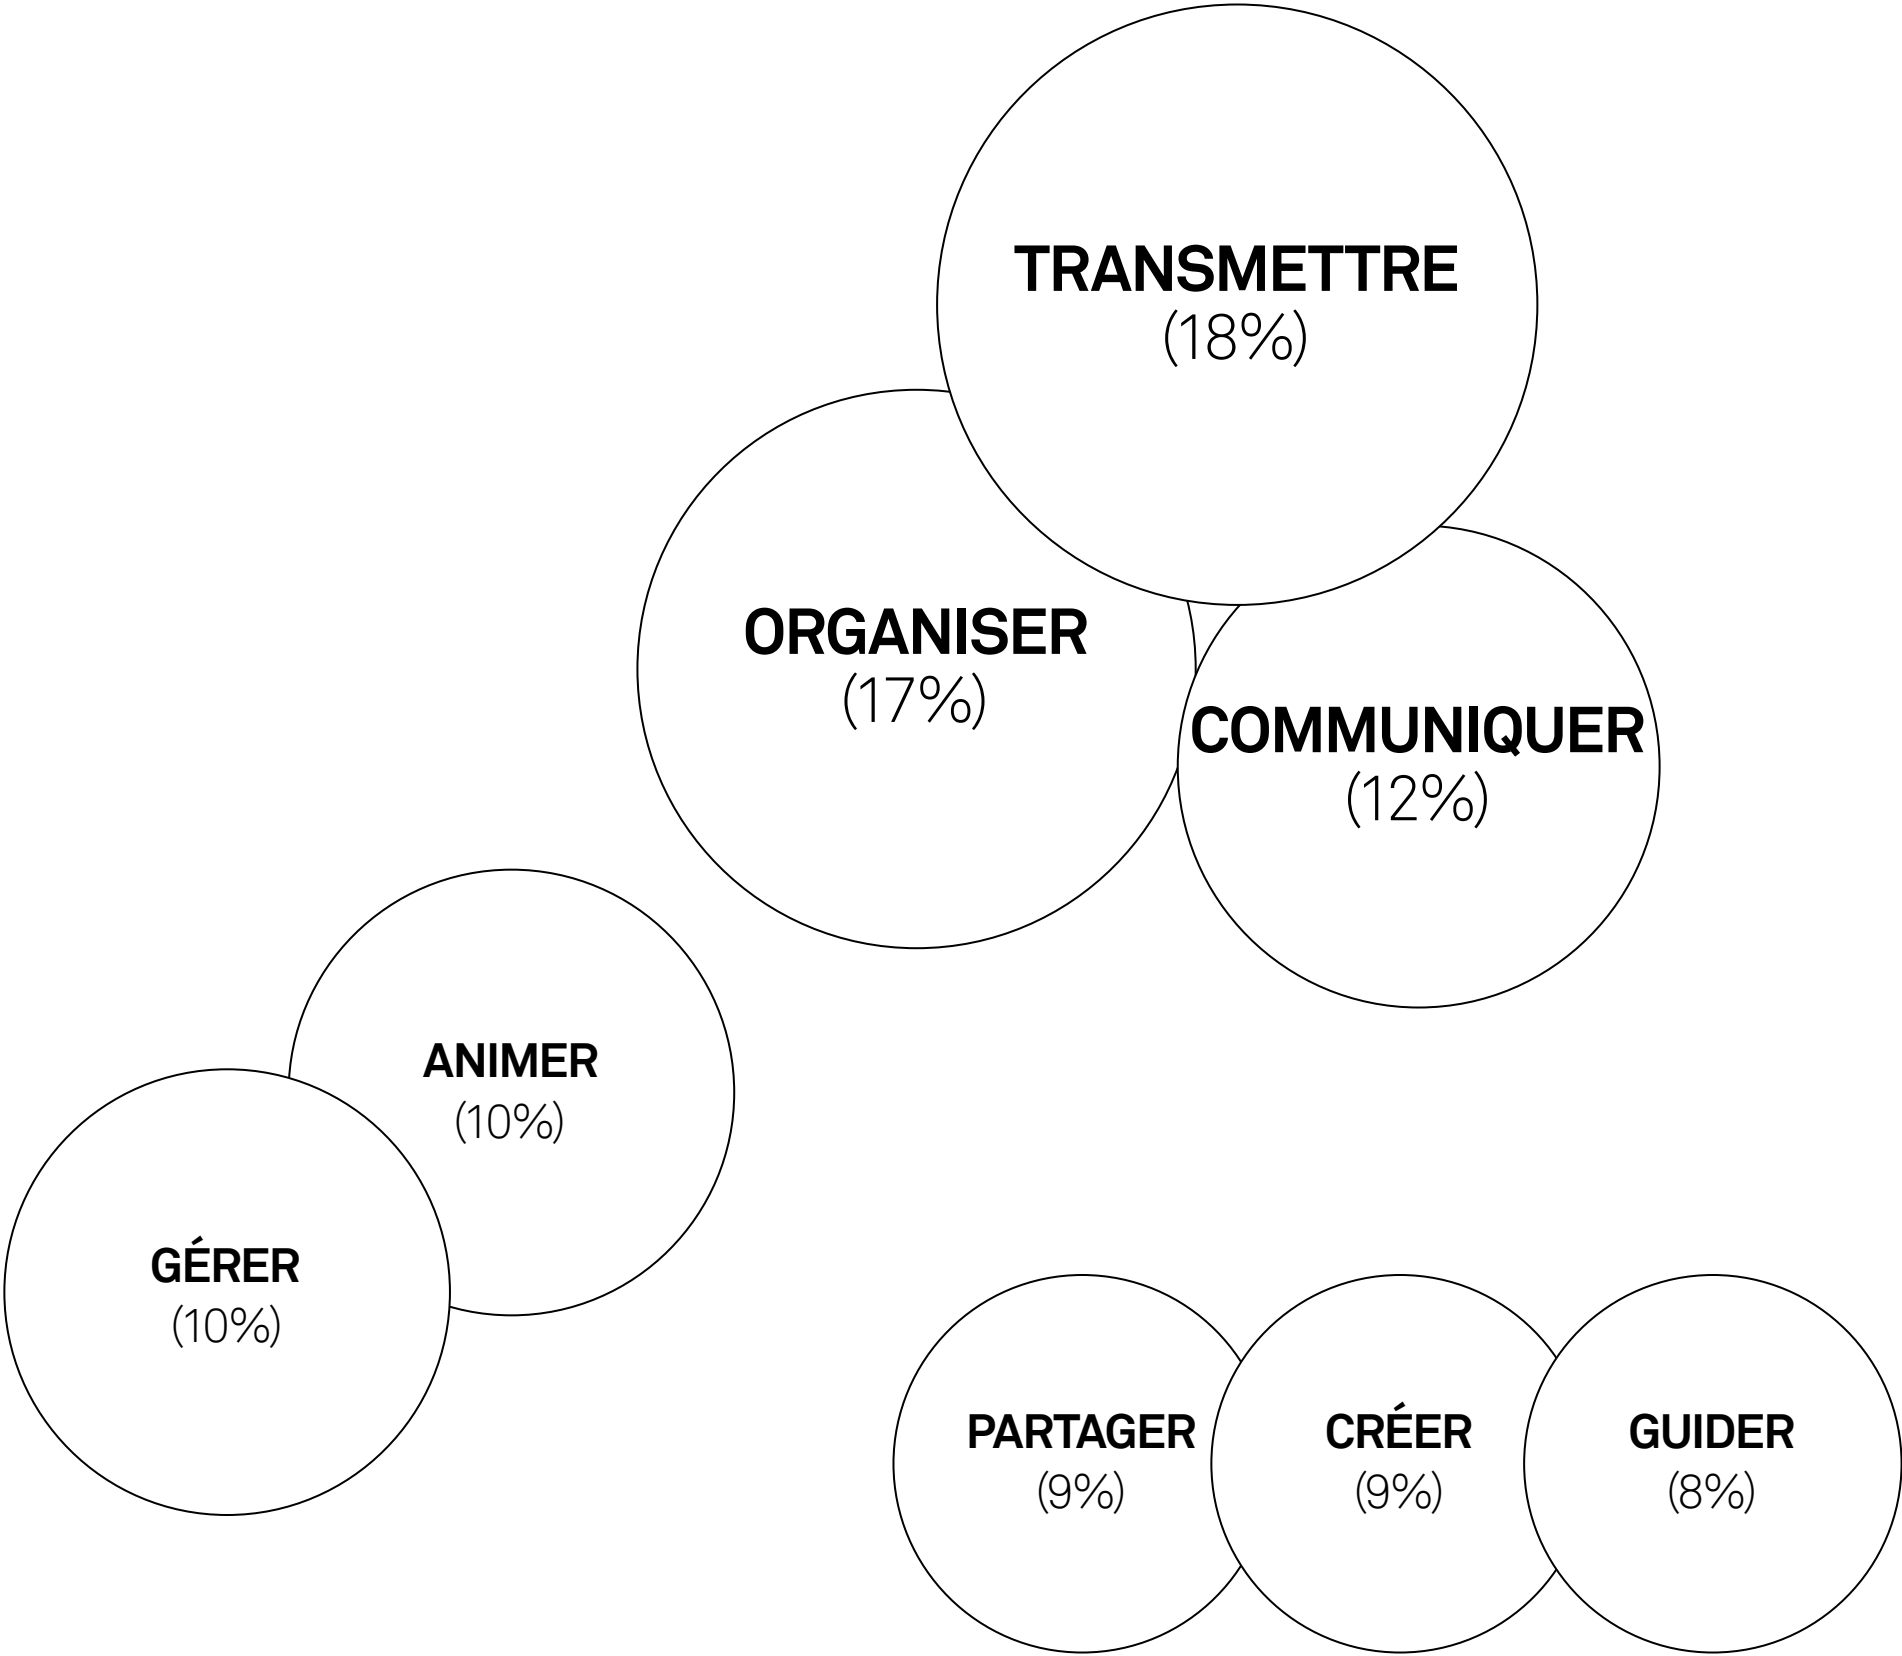 TRANSMETTRE
(18%)
ORGANISER
(17%)
COMMUNIQUER
(12%)
ANIMER
(10%)
GÉRER
(10%)
PARTAGER
(9%)
CRÉER
(9%)
GUIDER
(8%)